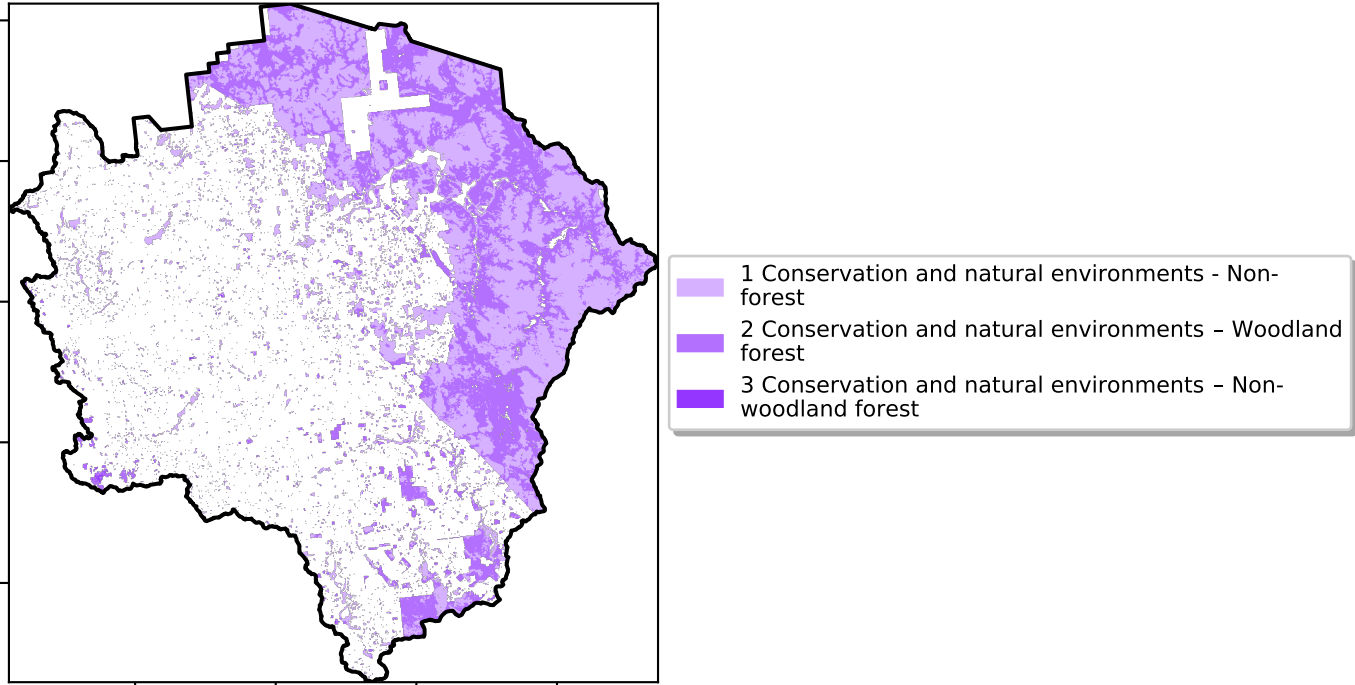 1 Conservation and natural environments - Non-
forest
2 Conservation and natural environments – Woodland
forest
3 Conservation and natural environments – Non-
woodland forest